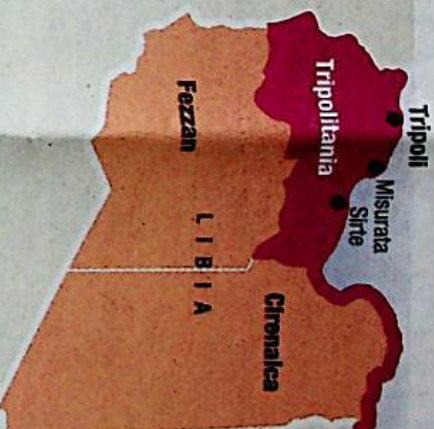 Tripoli
Misurata
Sirte
Tripolitania
Fezzan
LIBIA
Cirenaica